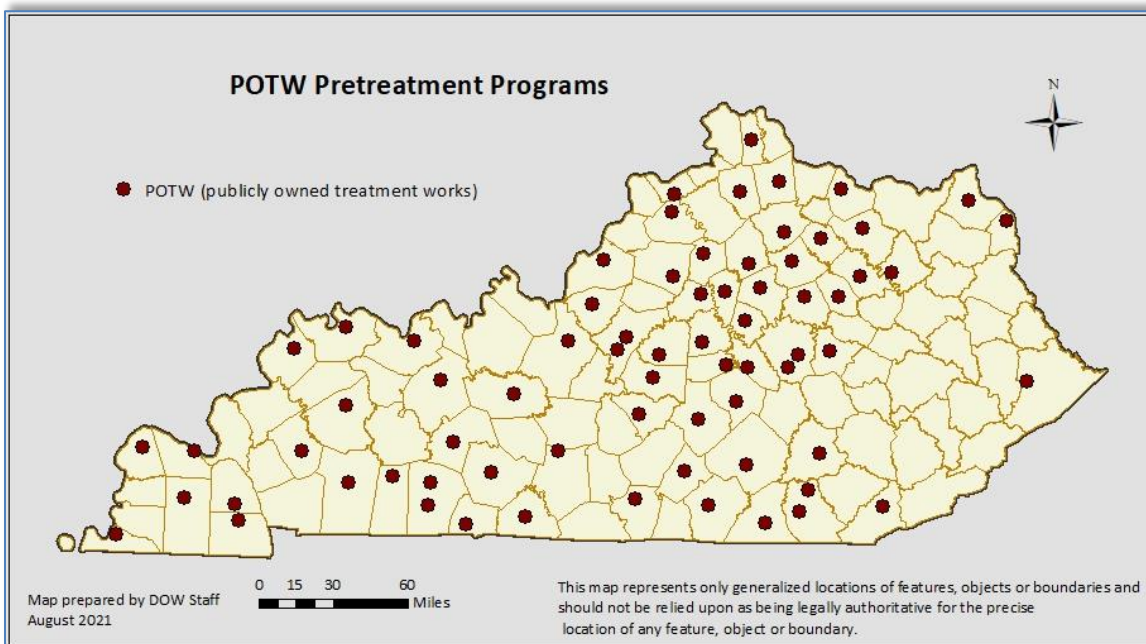 POTW Pretreatment Programs
N
POTW (publicly owned treatment works)
0 15 30 60
Miles
Map prepared by DOW Staff
August 2021
This map represents only generalized locations of features, objects or boundaries and
should not be relied upon as being legally authoritative for the precise
location of any feature, object or boundary.